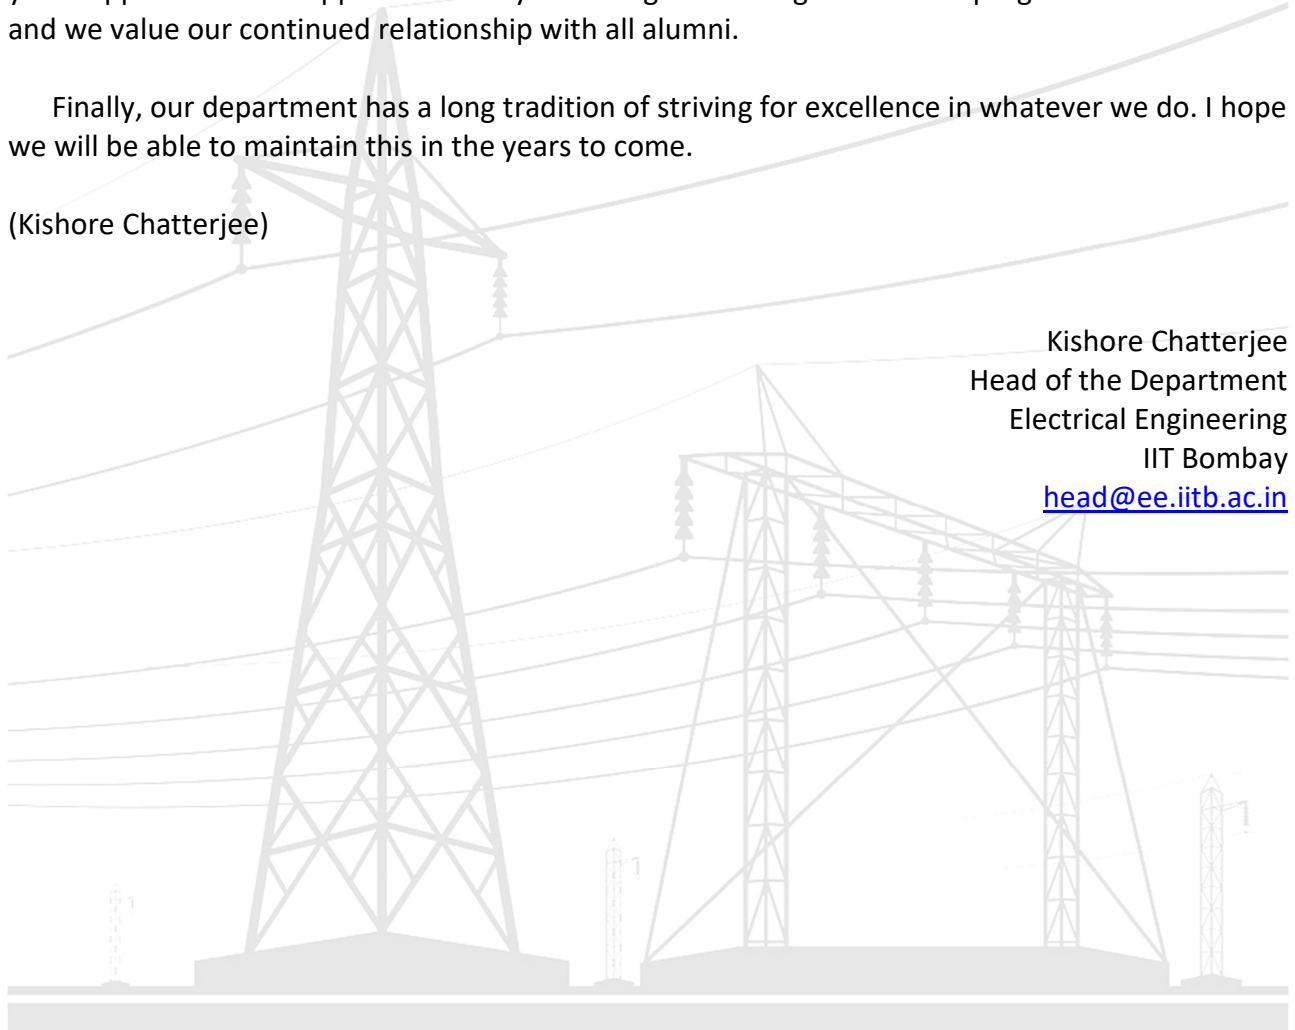 and we value our continued relationship with all alumni.
Finally, our department has a long tradition of striving for excellence in whatever we do. I hope
we will be able to maintain this in the years to come.
(Kishore Chatterjee)
Kishore Chatterjee
Head of the Department
Electrical Engineering
IIT Bombay
head@ee.iitb.ac.in